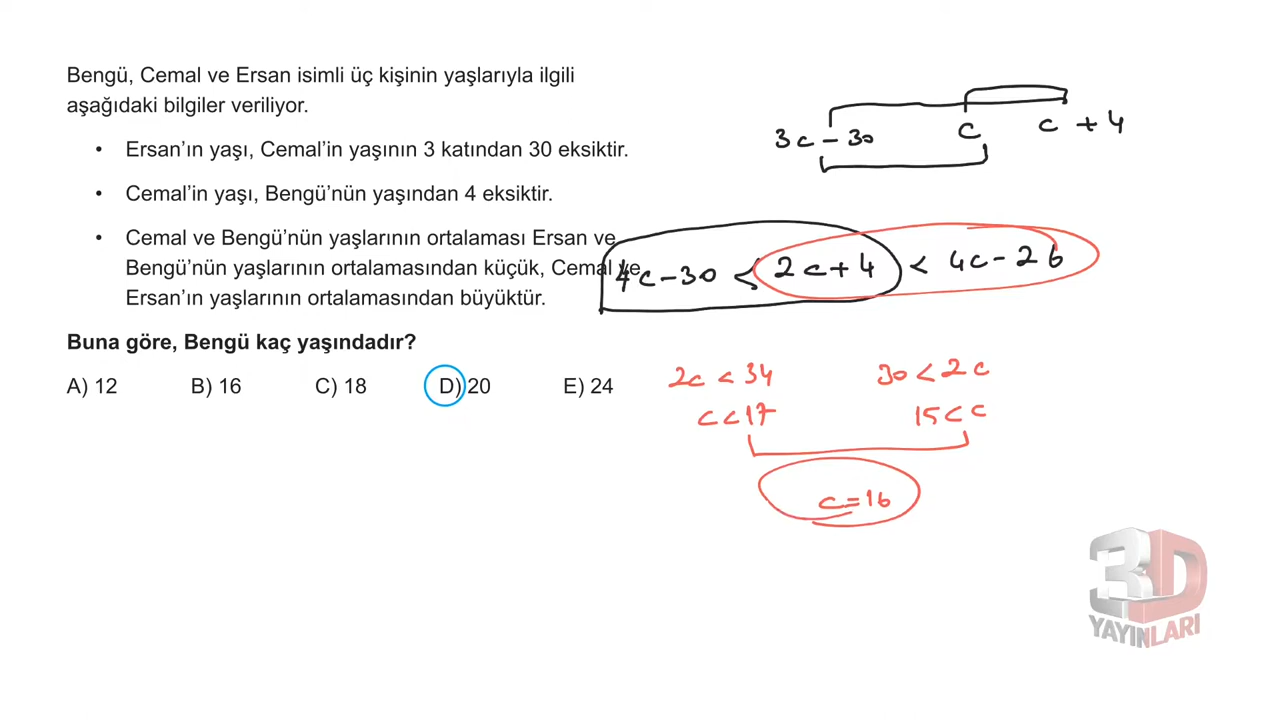 Bengü, Cemal ve Ersan isimli üç kişinin yaşlarıyla ilgili
aşağıdaki bilgiler veriliyor.
• Ersan'ın yaşı, Cemal'in yaşının 3 katından 30 eksiktir.
• Cemal'in yaşı, Bengü'nün yaşından 4 eksiktir.
• Cemal ve Bengü'nün yaşlarının ortalaması Ersan ve
Bengü'nün yaşlarının ortalamasından küçük, Cemal ve
Ersan'ın yaşlarının ortalamasından büyüktür.
Buna göre, Bengü kaç yaşındadır?
A) 12 B) 16 C) 18 D) 20 E) 24
3c - 30 c c + 4
4c - 30 < 2c + 4 < 4c - 26
2c < 34 30 < 2c
c < 17 15 < c
c = 16
3D
YAYINLARI